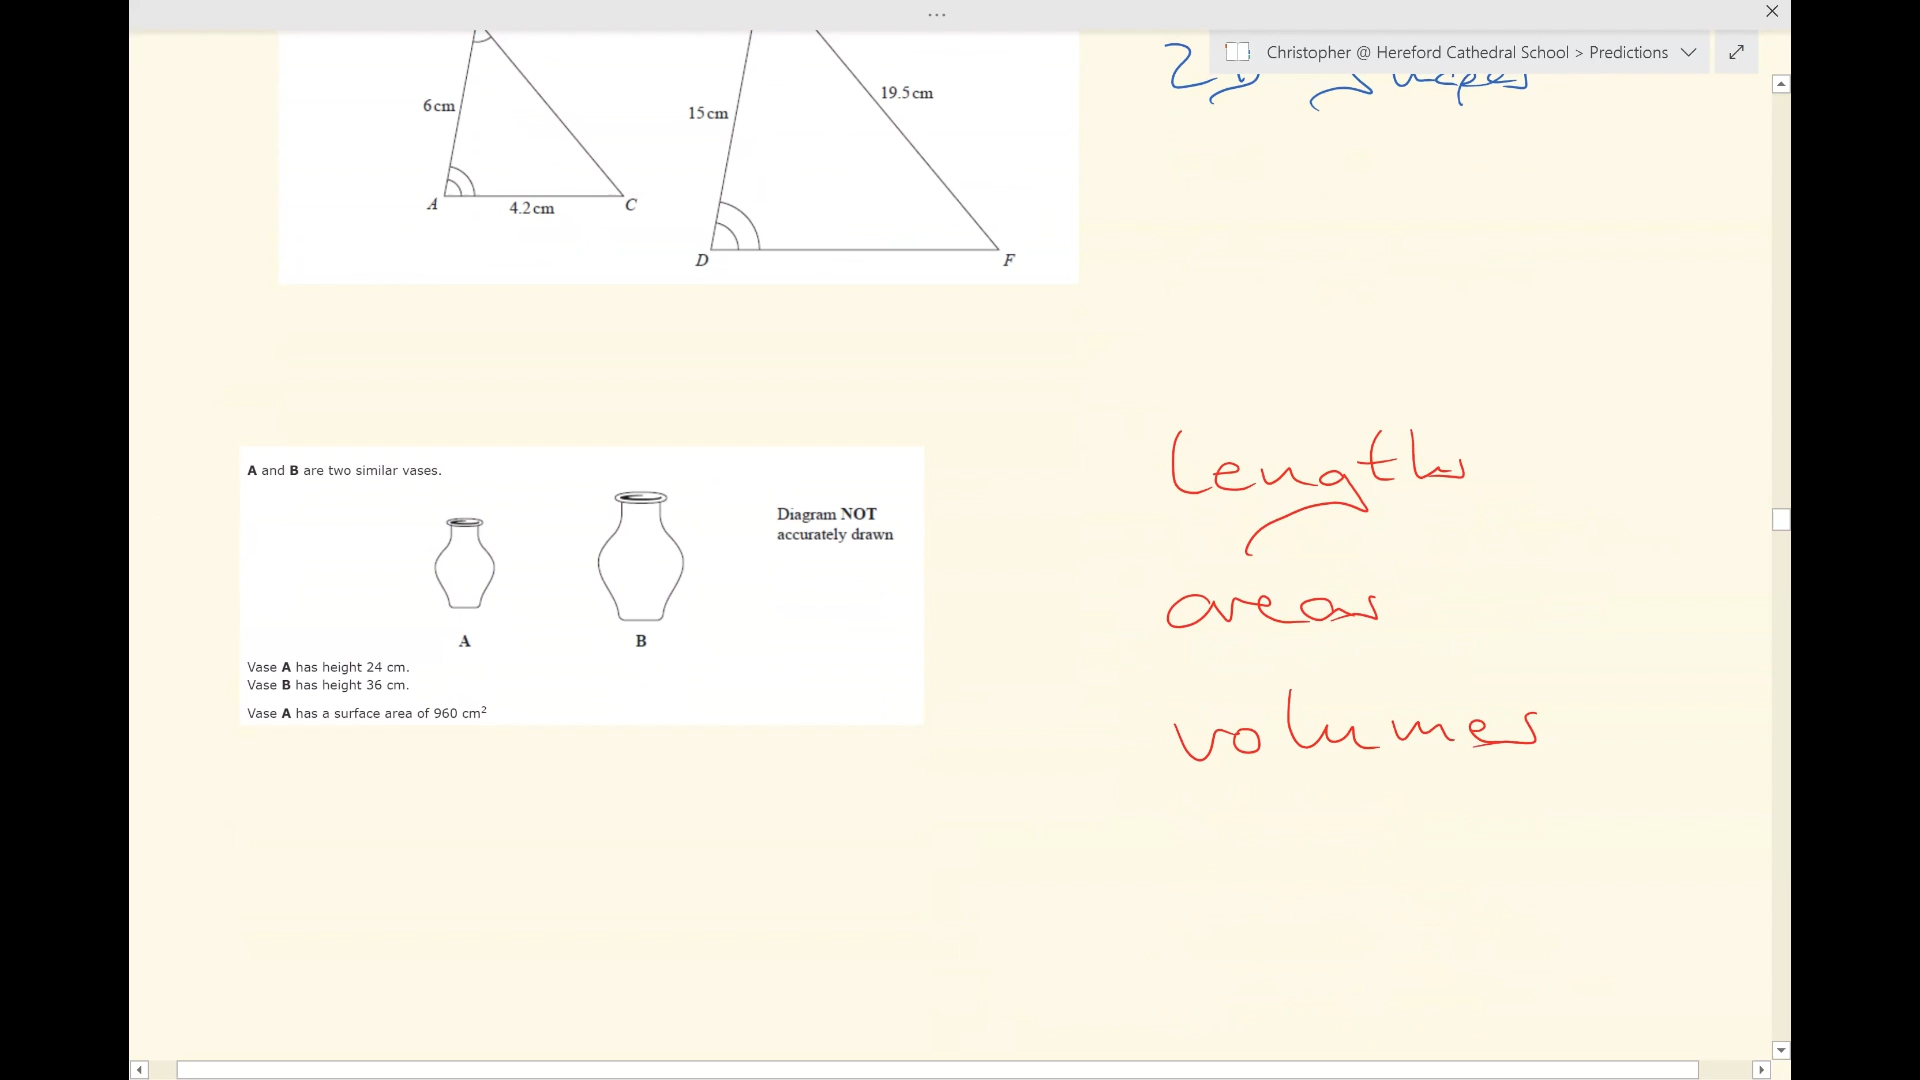 ...
Christopher @ Hereford Cathedral School > Predictions
6cm
15cm
19.5cm
A
4.2cm
C
D
F
lengths
A and B are two similar vases.
Diagram NOT
accurately drawn
areas
A
B
Vase A has height 24 cm.
Vase B has height 36 cm.
Vase A has a surface area of 960 cm²
volumes